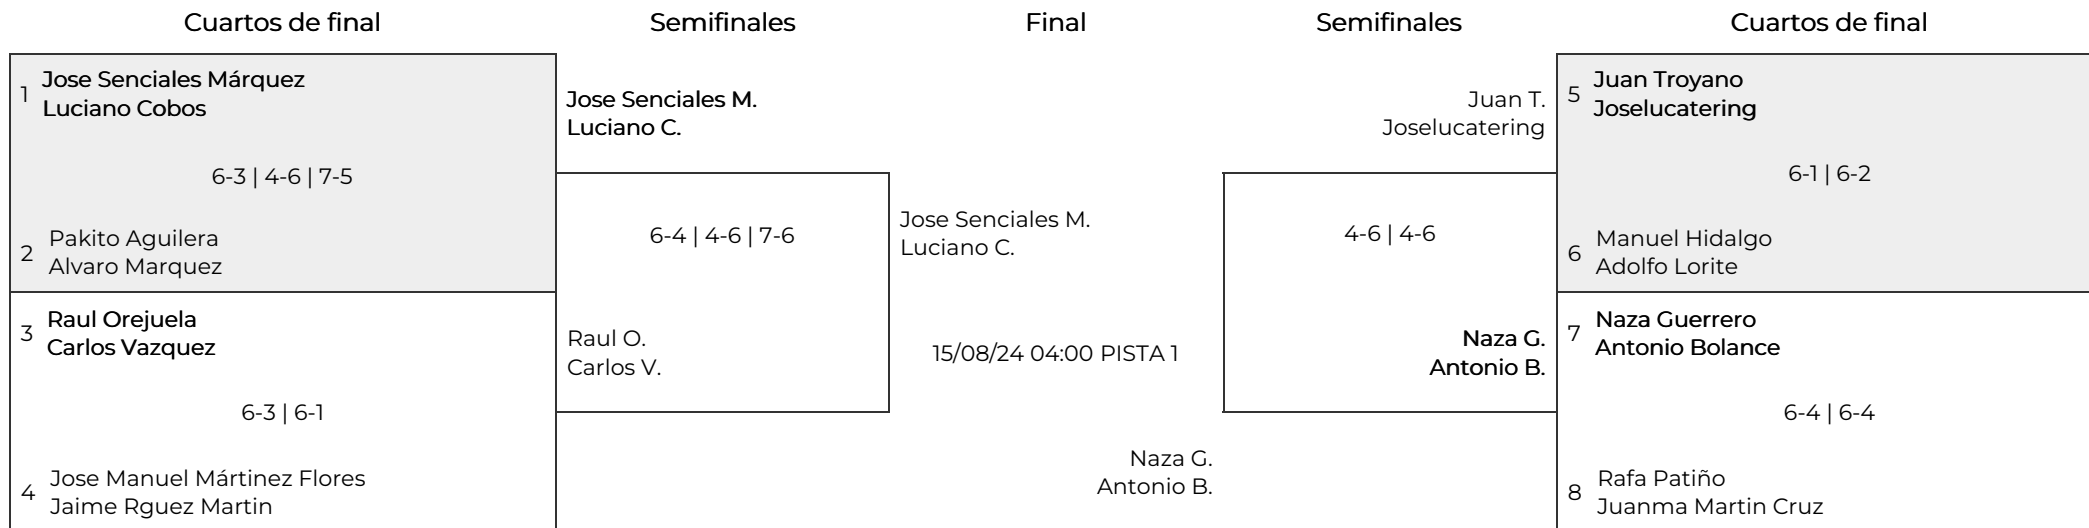 Cuartos de final
Semifinales
Final
Semifinales
Cuartos de final
1
Jose Senciales Márquez
Luciano Cobos
6-3 | 4-6 | 7-5
2
Pakito Aguilera
Alvaro Marquez
3
Raul Orejuela
Carlos Vazquez
6-3 | 6-1
4
Jose Manuel Mártinez Flores
Jaime Rguez Martin
Jose Senciales M.
Luciano C.
6-4 | 4-6 | 7-6
Raul O.
Carlos V.
Jose Senciales M.
Luciano C.
15/08/24 04:00 PISTA 1
Naza G.
Antonio B.
Juan T.
Joselucatering
4-6 | 4-6
Naza G.
Antonio B.
5
Juan Troyano
Joselucatering
6-1 | 6-2
6
Manuel Hidalgo
Adolfo Lorite
7
Naza Guerrero
Antonio Bolance
6-4 | 6-4
8
Rafa Patiño
Juanma Martin Cruz